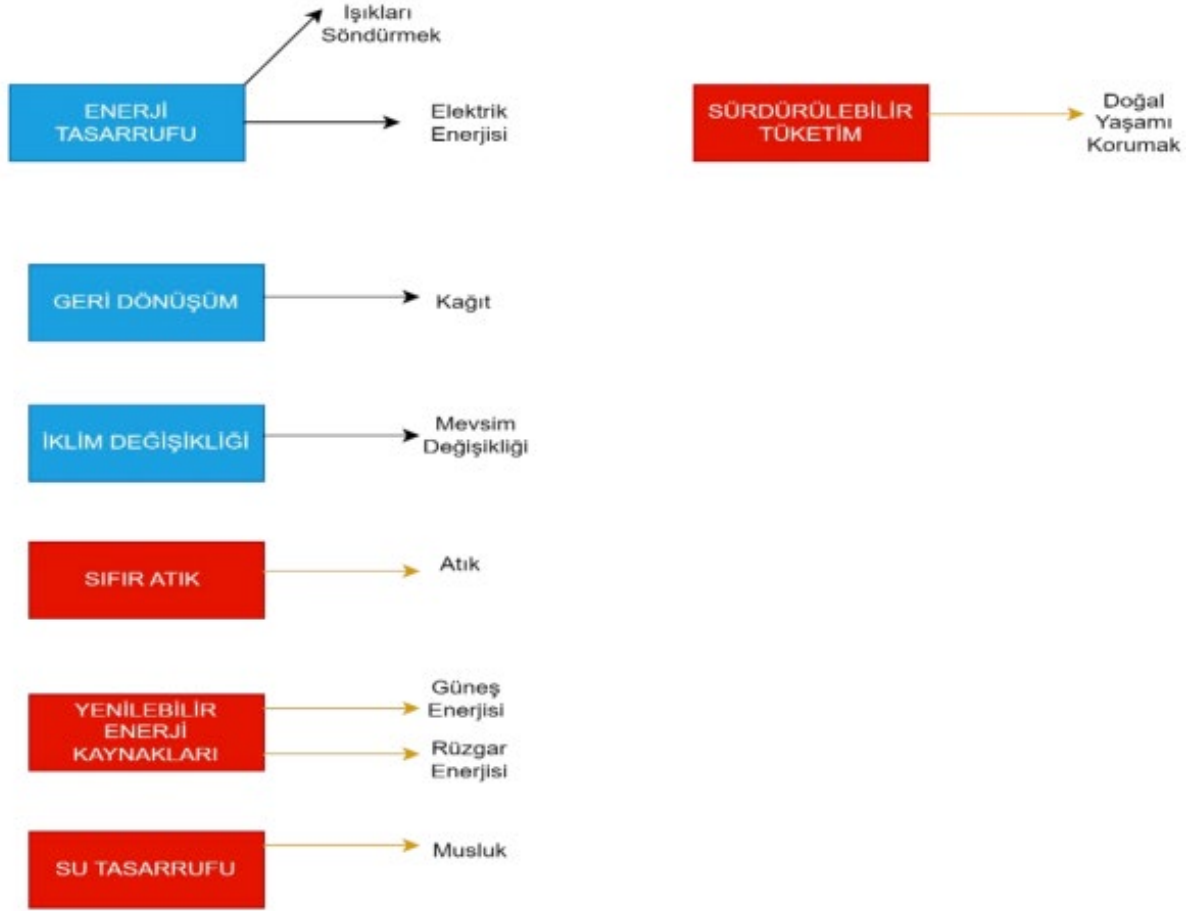 Işıkları
Söndürmek
ENERJİ
TASARRUFU
Elektrik
Enerjisi
SÜRDÜRÜLEBİLİR
TÜKETİM
Doğal
Yaşamı
Korumak
GERİ DÖNÜŞÜM
Kağıt
İKLİM DEĞİŞİKLİĞİ
Mevsim
Değişikliği
SIFIR ATIK
Atık
YENİLEBİLİR
ENERJİ
KAYNAKLARI
Güneş
Enerjisi
Rüzgar
Enerjisi
SU TASARRUFU
Musluk